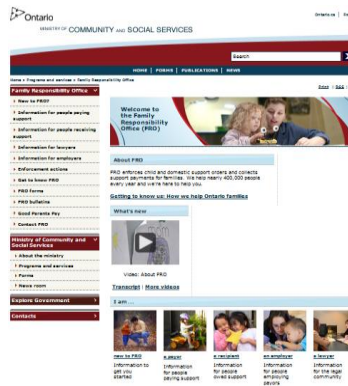 Ontario
MINISTRY OF COMMUNITY AND SOCIAL SERVICES
Search
HOME | FORMS | PUBLICATIONS | NEWS
Home > Programs and services > Family Responsibility Office
Family Responsibility Office
New to FRO?
Information for people paying
support
Information for people receiving
support
Information for lawyers
Information for employers
Enforcement actions
Get to know FRO
FRO forms
FRO bulletins
Good Parents Pay
Contact FRO
Ministry of Community and
Social Services
About the ministry
Programs and services
Forms
News room
Explore Government
Contacts
Welcome to
the Family
Responsibility
Office (FRO)
About FRO
FRO enforces child and domestic support orders and collects
support payments for families. We help nearly 400,000 people
every year and we're here to help you.
Getting to know us: How we help Ontario families
What's new
Video: About FRO
Transcript | More videos
I am ...
new to FRO
Information to
get you
started
a payor
Information
for people
paying support
a recipient
Information
for people
owed support
an employer
Information
for people
employing
payors
a lawyer
Information
for the legal
community